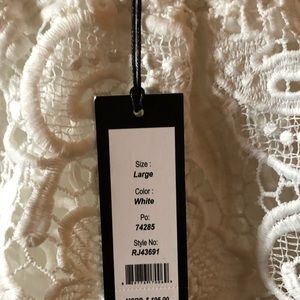 Size :
Large
Color :
White
Po:
74285
Style No:
RJ43691